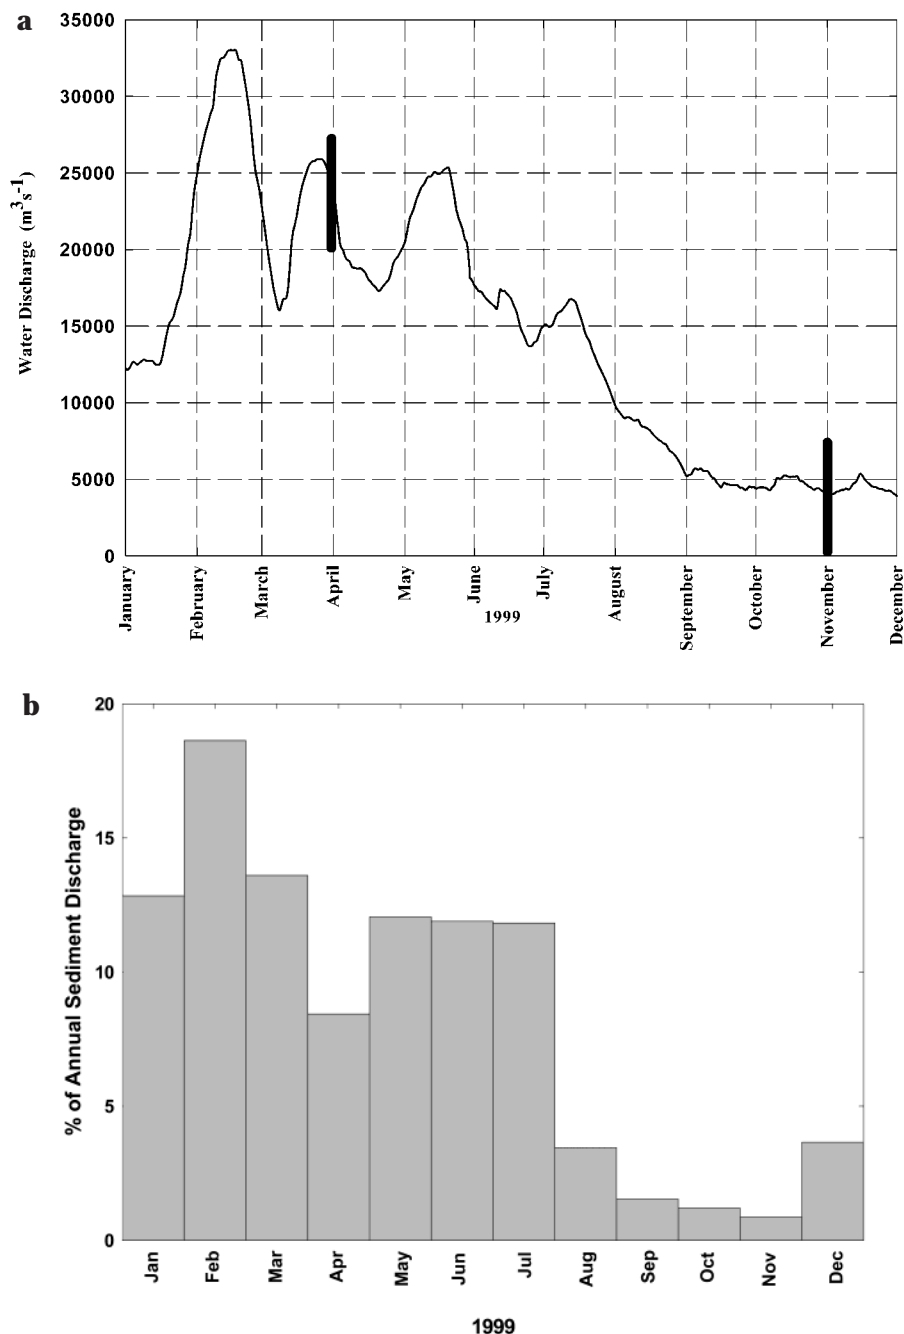 a
35000
30000
25000
20000
15000
10000
5000
0
Water Discharge (m³s⁻¹)
January
February
March
April
May
June
July
August
September
October
November
December
1999
b
20
15
10
5
0
% of Annual Sediment Discharge
Jan
Feb
Mar
Apr
May
Jun
Jul
Aug
Sep
Oct
Nov
Dec
1999